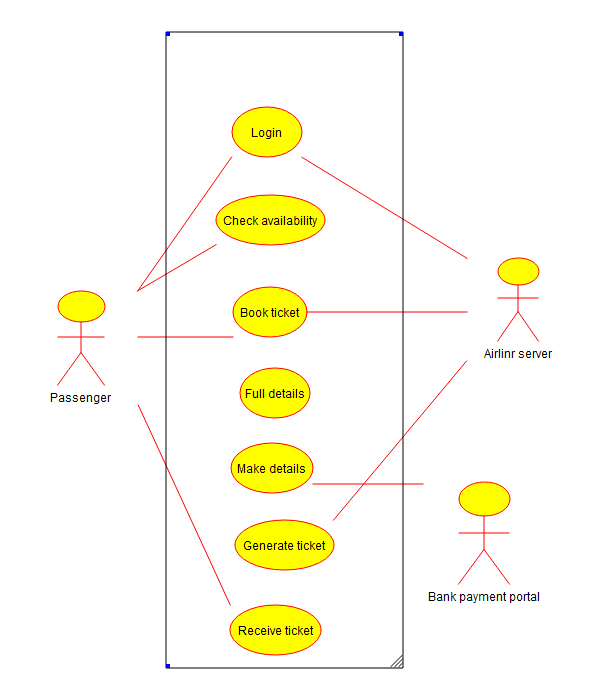 Login
Check availability
Book ticket
Airlinr server
Full details
Passenger
Make details
Generate ticket
Bank payment portal
Receive ticket